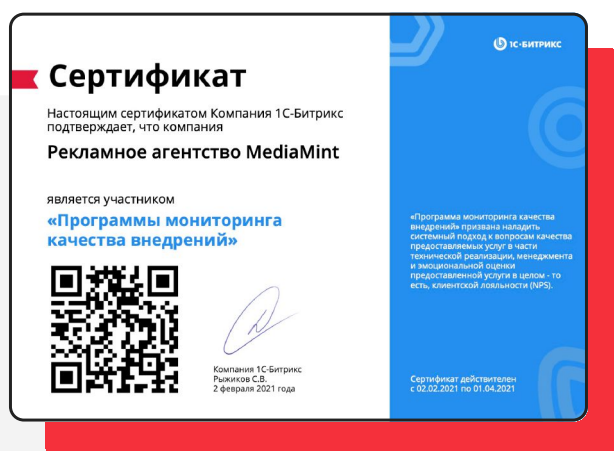 Сертификат
Настоящим сертификатом Компания 1С-Битрикс
подтверждает, что компания
Рекламное агентство MediaMint
является участником
«Программы мониторинга
качества внедрений»
Компания 1С-Битрикс
Рыжиков С.В.
2 февраля 2021 года
1С-БИТРИКС
«Программа мониторинга качества
внедрений» призвана наладить
системный подход к вопросам качества
предоставляемых услуг в части
технической реализации, менеджмента
и эмоциональной оценки
предоставленной услуги в целом - то
есть, клиентской лояльности (NPS).
Сертификат действителен
с 02.02.2021 по 01.04.2021